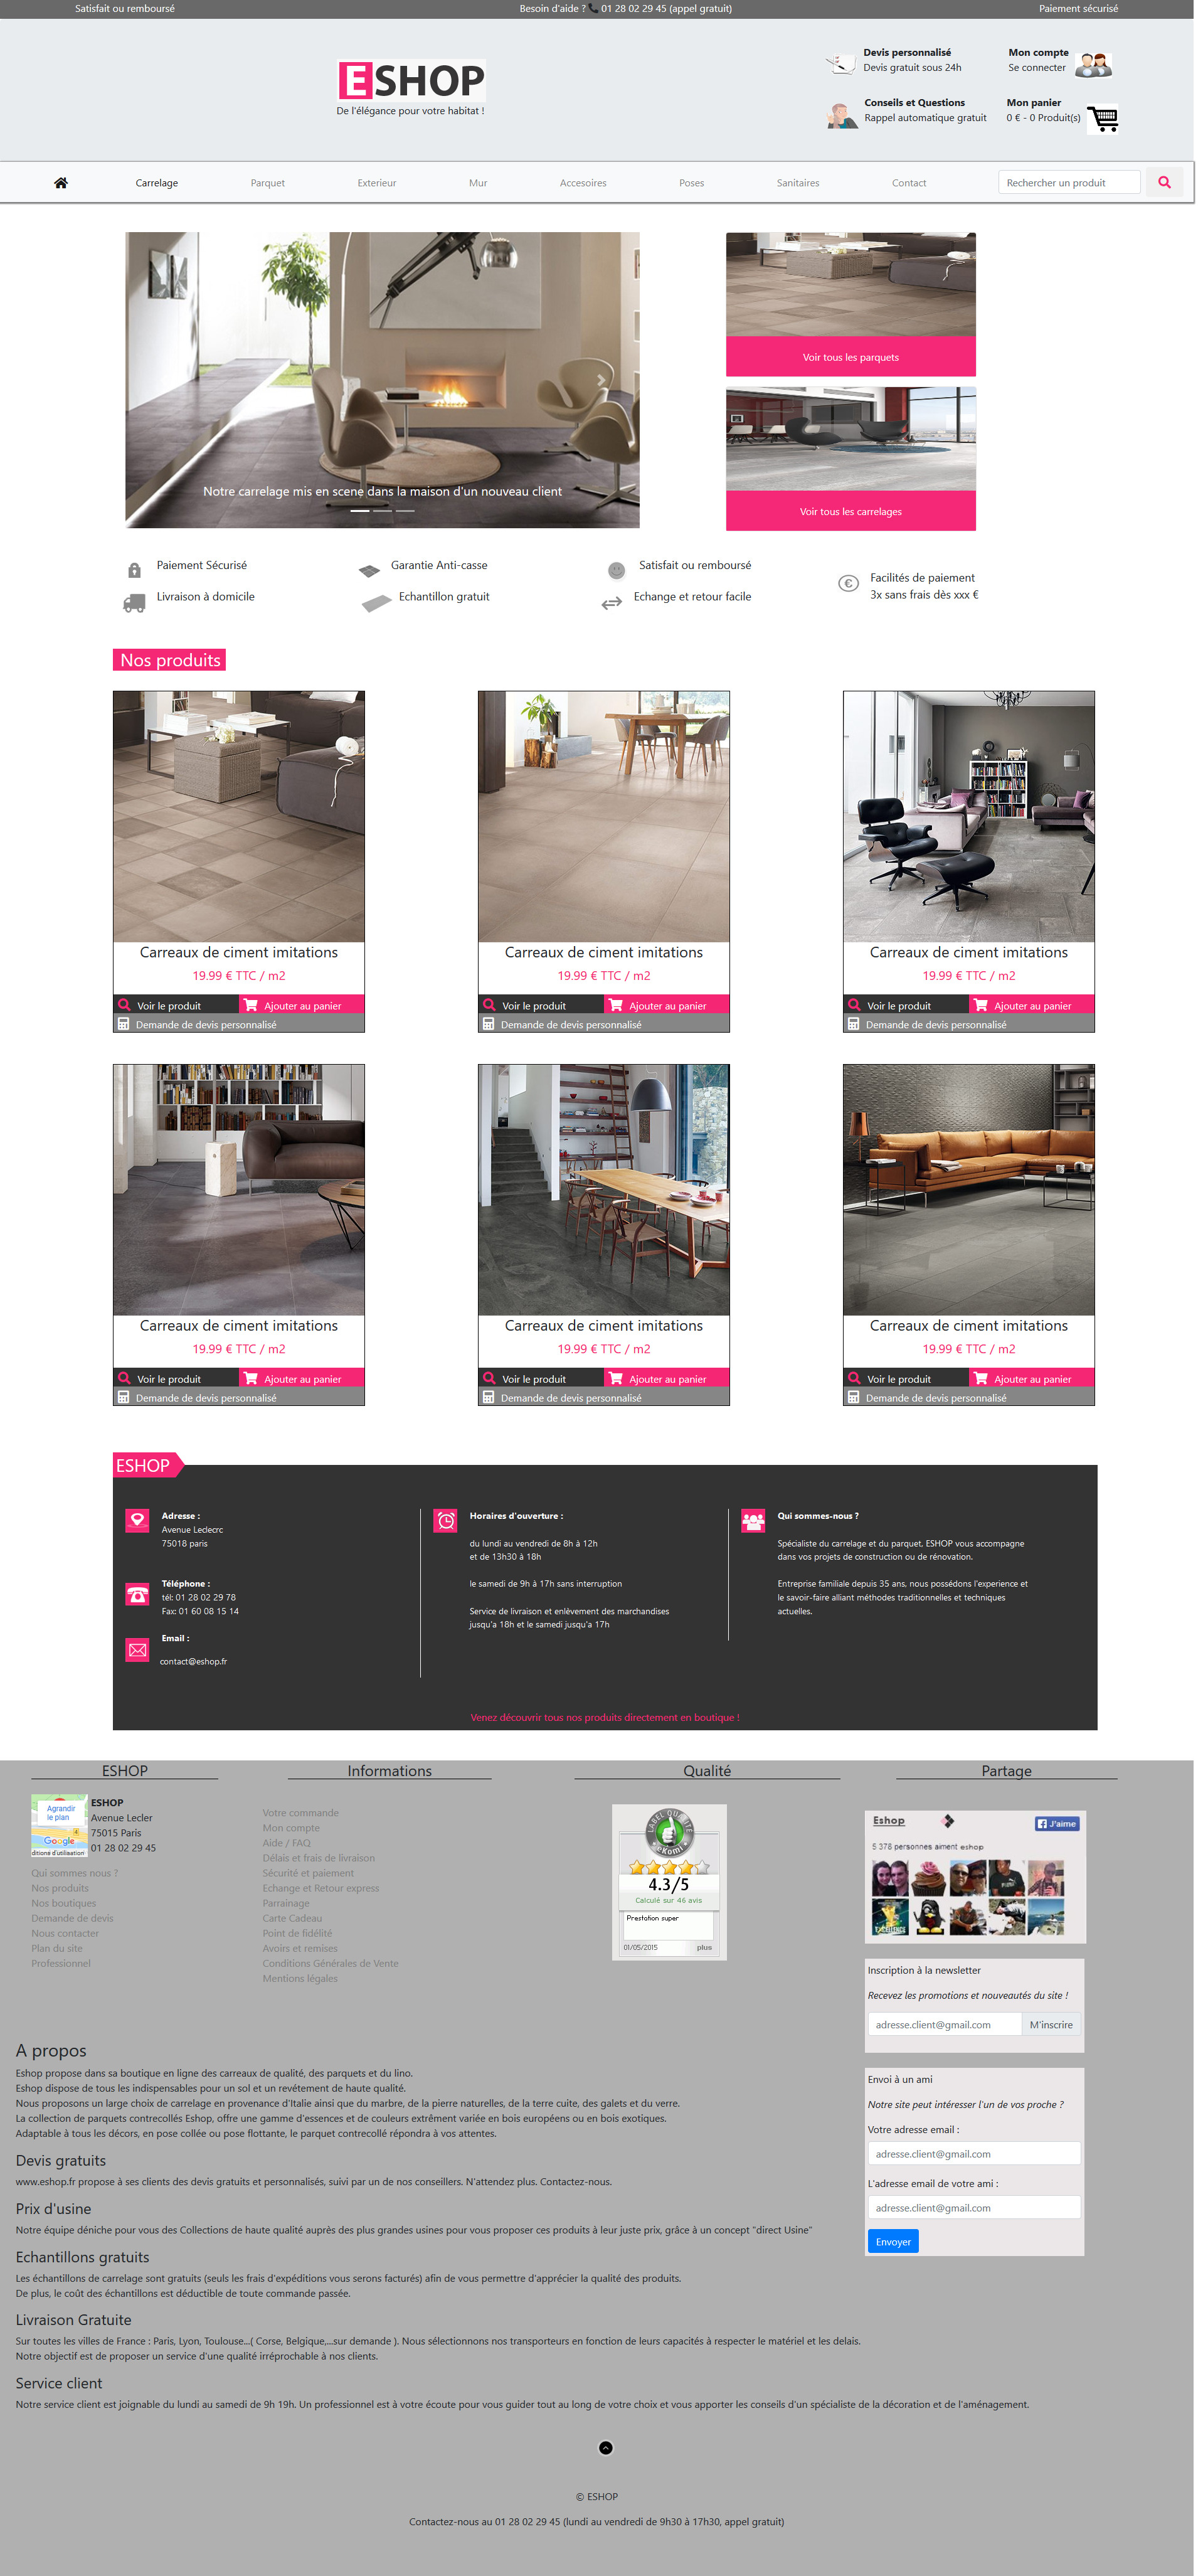 Satisfait ou remboursé
Besoin d'aide ? 01 28 02 29 45 (appel gratuit)
Paiement sécurisé
ESHOP
De l'élégance pour votre habitat !
Devis personnalisé
Devis gratuit sous 24h
Mon compte
Se connecter
Conseils et Questions
Rappel automatique gratuit
Mon panier
0 € - 0 Produit(s)
Carrelage
Parquet
Exterieur
Mur
Accesoires
Poses
Sanitaires
Contact
Rechercher un produit
Notre carrelage mis en scene dans la maison d'un nouveau client
Voir tous les parquets
Voir tous les carrelages
Paiement Sécurisé
Garantie Anti-casse
Satisfait ou remboursé
Facilités de paiement
3x sans frais dès xxx €
Livraison à domicile
Echantillon gratuit
Echange et retour facile
Nos produits
Carreaux de ciment imitations
19.99 € TTC / m2
Voir le produit
Ajouter au panier
Demande de devis personnalisé
Carreaux de ciment imitations
19.99 € TTC / m2
Voir le produit
Ajouter au panier
Demande de devis personnalisé
Carreaux de ciment imitations
19.99 € TTC / m2
Voir le produit
Ajouter au panier
Demande de devis personnalisé
Carreaux de ciment imitations
19.99 € TTC / m2
Voir le produit
Ajouter au panier
Demande de devis personnalisé
Carreaux de ciment imitations
19.99 € TTC / m2
Voir le produit
Ajouter au panier
Demande de devis personnalisé
Carreaux de ciment imitations
19.99 € TTC / m2
Voir le produit
Ajouter au panier
Demande de devis personnalisé
ESHOP
Adresse :
Avenue Leclecrc
75018 paris
Téléphone :
tél: 01 28 02 29 78
Fax: 01 60 08 15 14
Email :
contact@eshop.fr
Horaires d'ouverture :
du lundi au vendredi de 8h à 12h
et de 13h30 à 18h
le samedi de 9h à 17h sans interruption
Service de livraison et enlèvement des marchandises
jusqu'a 18h et le samedi jusqu'a 17h
Qui sommes-nous ?
Spécialiste du carrelage et du parquet, ESHOP vous accompagne
dans vos projets de construction ou de rénovation.
Entreprise familiale depuis 35 ans, nous possédons l'experience et
le savoir-faire alliant méthodes traditionnelles et techniques
actuelles.
Venez découvrir tous nos produits directement en boutique !
ESHOP
Agrandir
le plan
Google
ditions d'utilisation
ESHOP
Avenue Lecler
75015 Paris
01 28 02 29 45
Qui sommes nous ?
Nos produits
Nos boutiques
Demande de devis
Nous contacter
Plan du site
Professionnel
Informations
Votre commande
Mon compte
Aide / FAQ
Délais et frais de livraison
Sécurité et paiement
Echange et Retour express
Parrainage
Carte Cadeau
Point de fidélité
Avoirs et remises
Conditions Générales de Vente
Mentions légales
Qualité
LABEL QUALITÉ
eKomi
4.3/5
Calculé sur 46 avis
Prestation super
01/05/2015
plus
Partage
Eshop
J'aime
5 378 personnes aiment eshop
Inscription à la newsletter
Recevez les promotions et nouveautés du site !
adresse.client@gmail.com
M'inscrire
Envoi à un ami
Notre site peut intéresser l'un de vos proche ?
Votre adresse email :
adresse.client@gmail.com
L'adresse email de votre ami :
adresse.client@gmail.com
Envoyer
A propos
Eshop propose dans sa boutique en ligne des carreaux de qualité, des parquets et du lino.
Eshop dispose de tous les indispensables pour un sol et un revétement de haute qualité.
Nous proposons un large choix de carrelage en provenance d'Italie ainsi que du marbre, de la pierre naturelles, de la terre cuite, des galets et du verre.
La collection de parquets contrecollés Eshop, offre une gamme d'essences et de couleurs extrêment variée en bois européens ou en bois exotiques.
Adaptable à tous les décors, en pose collée ou pose flottante, le parquet contrecollé répondra à vos attentes.
Devis gratuits
www.eshop.fr propose à ses clients des devis gratuits et personnalisés, suivi par un de nos conseillers. N'attendez plus. Contactez-nous.
Prix d'usine
Notre équipe déniche pour vous des Collections de haute qualité auprès des plus grandes usines pour vous proposer ces produits à leur juste prix, grâce à un concept "direct Usine"
Echantillons gratuits
Les échantillons de carrelage sont gratuits (seuls les frais d'expéditions vous serons facturés) afin de vous permettre d'apprécier la qualité des produits.
De plus, le coût des échantillons est déductible de toute commande passée.
Livraison Gratuite
Sur toutes les villes de France : Paris, Lyon, Toulouse...( Corse, Belgique,...sur demande ). Nous sélectionnons nos transporteurs en fonction de leurs capacités à respecter le matériel et les delais.
Notre objectif est de proposer un service d'une qualité irréprochable à nos clients.
Service client
Notre service client est joignable du lundi au samedi de 9h 19h. Un professionnel est à votre écoute pour vous guider tout au long de votre choix et vous apporter les conseils d'un spécialiste de la décoration et de l'aménagement.
© ESHOP
Contactez-nous au 01 28 02 29 45 (lundi au vendredi de 9h30 à 17h30, appel gratuit)